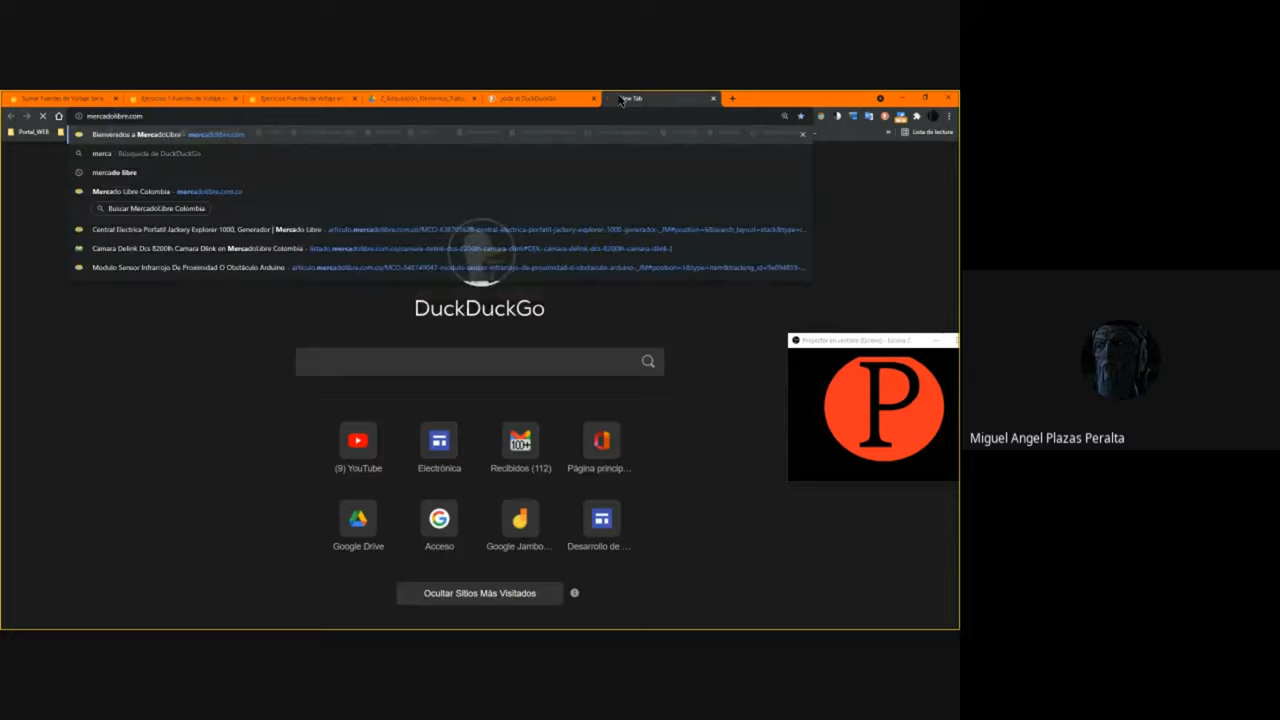 New Tab
mercadolibre.com
Portal_WEB
Lista de lectura
Bienvenidos a MercadoLibre - mercadolibre.com
merca - Búsqueda de DuckDuckGo
mercado libre
Mercado Libre Colombia - mercadolibre.com.co
Buscar MercadoLibre Colombia
Central Electrica Portatil Jackery Explorer 1000, Generador | Mercado Libre
Camara Delink Dcs 8200lh Camara Dlink en MercadoLibre Colombia
Modulo Sensor Infrarrojo De Proximidad O Obstáculo Arduino
DuckDuckGo
P
(9) YouTube
Electrónica
Recibidos (112)
Página princip...
100+
Google Drive
Acceso
Google Jambo...
Desarrollo de ...
Ocultar Sitios Más Visitados
Miguel Angel Plazas Peralta